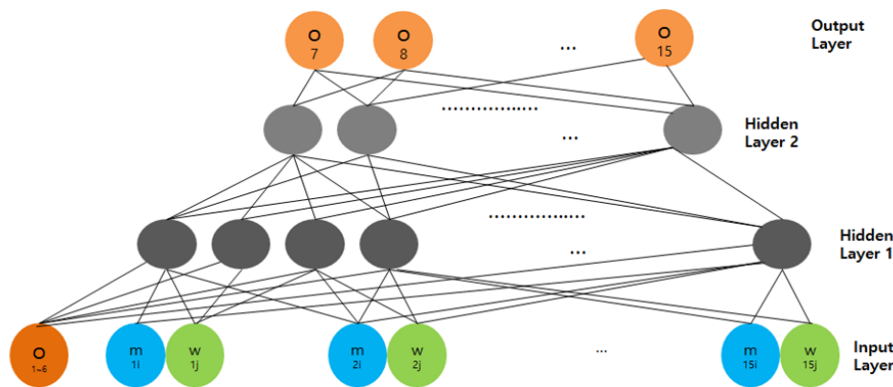 O O O
7 8 ... 15
Output
Layer
................
... Hidden
Layer 2
................
... Hidden
Layer 1
O m w m w ... m w
1~6 1i 1j 2i 2j 15i 15j
Input
Layer